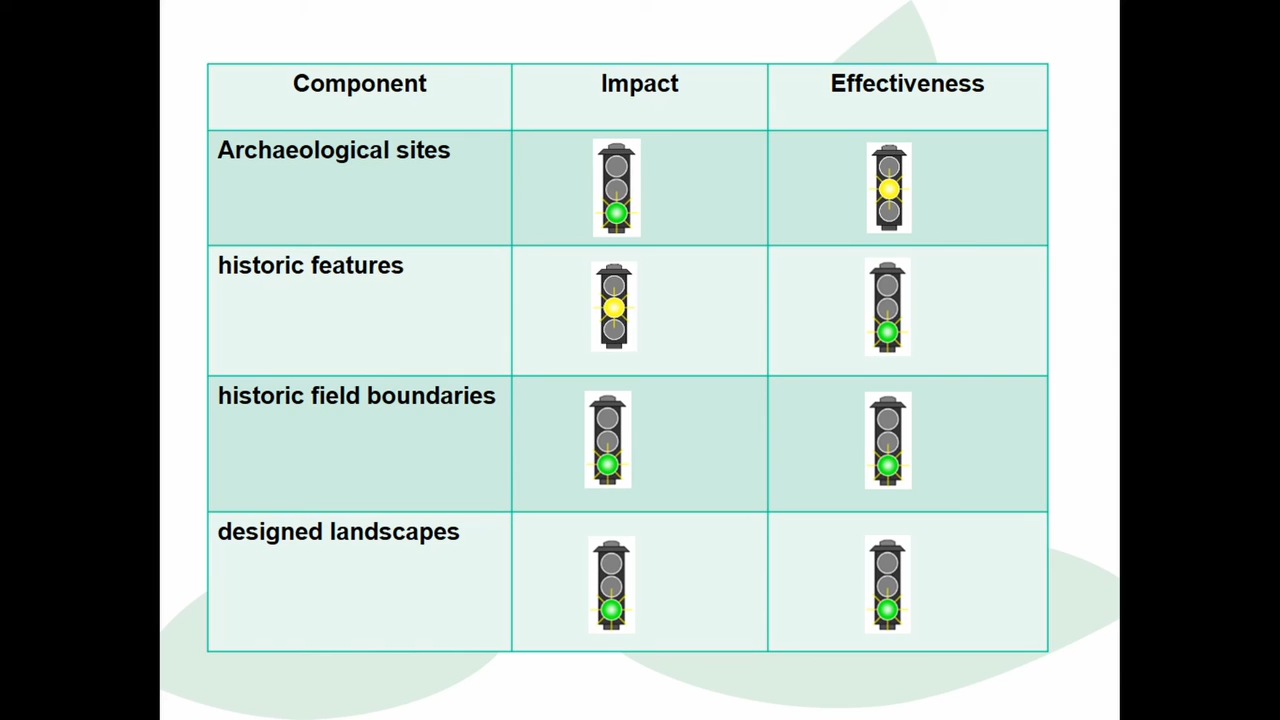 Component Impact Effectiveness
Archaeological sites
historic features
historic field boundaries
designed landscapes